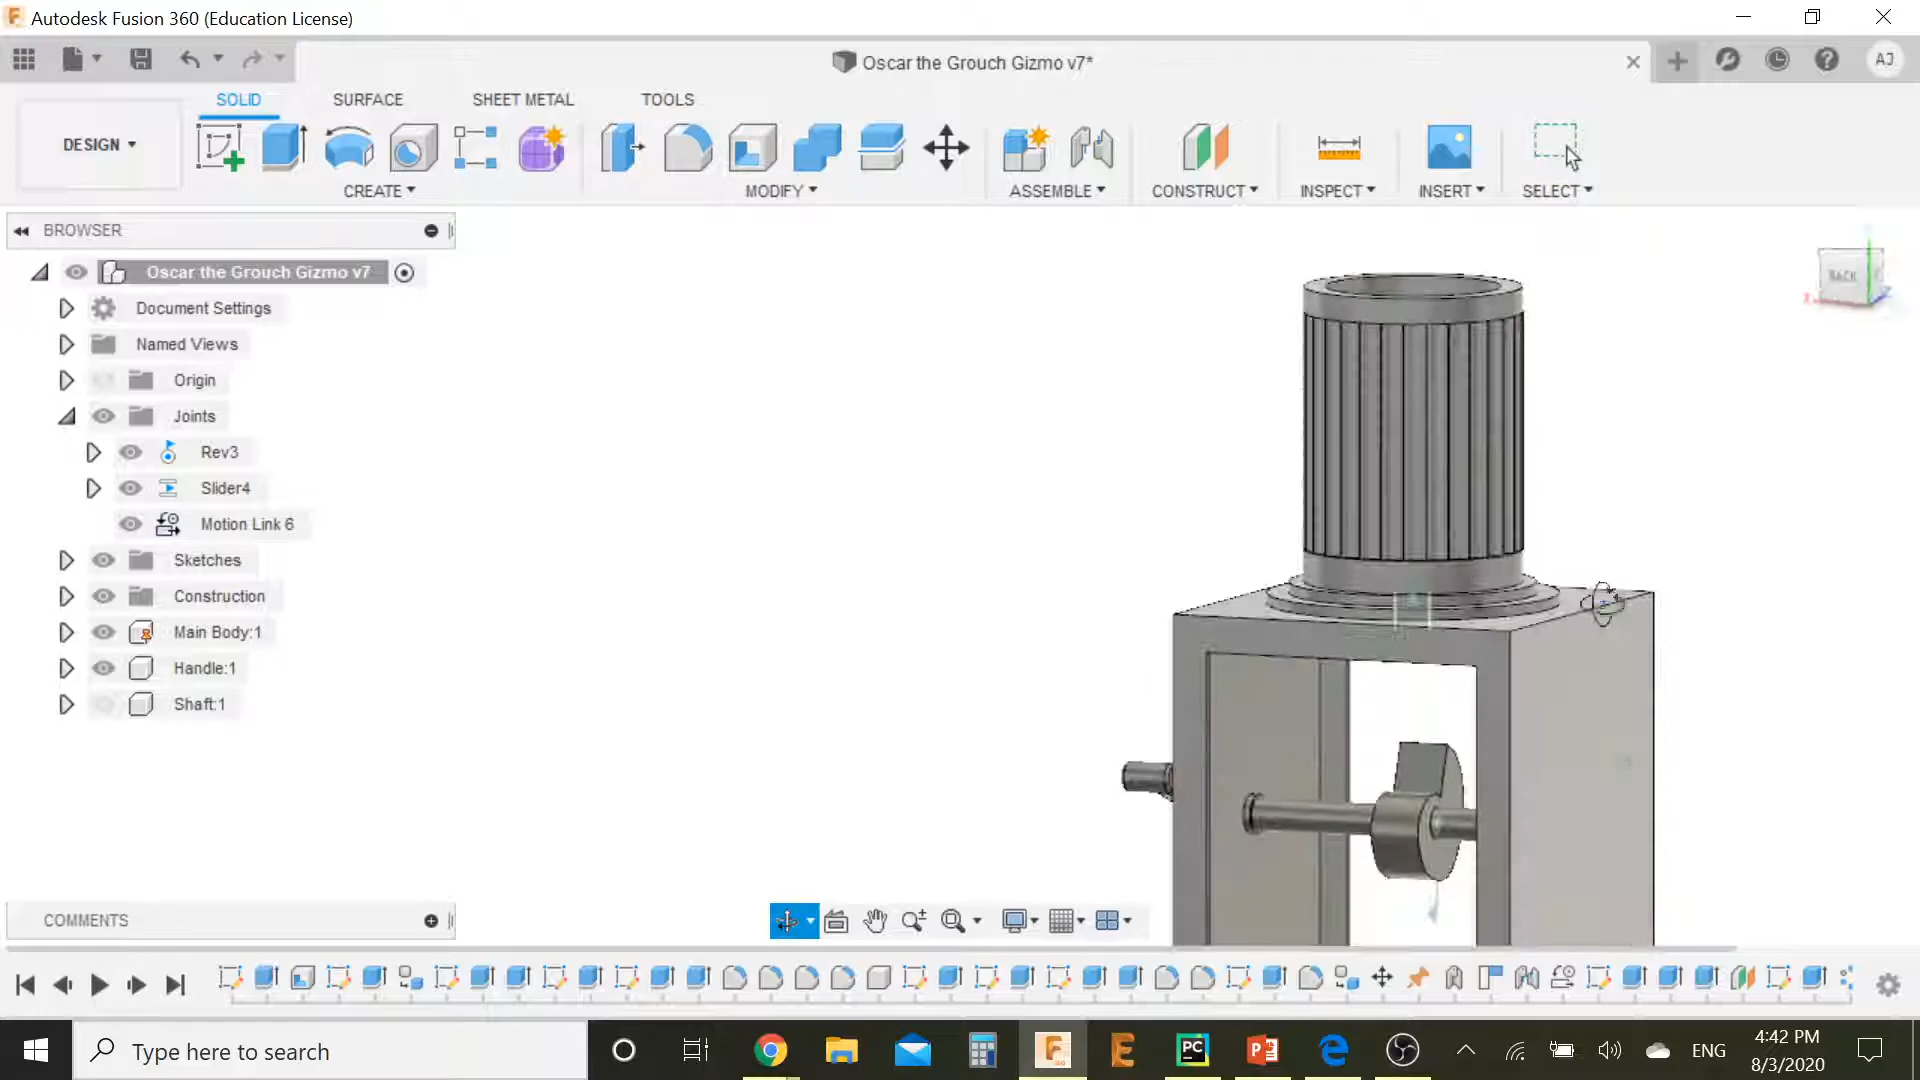 Autodesk Fusion 360 (Education License)
Oscar the Grouch Gizmo v7*
AJ
SOLID SURFACE SHEET METAL TOOLS
DESIGN
CREATE MODIFY ASSEMBLE CONSTRUCT INSPECT INSERT SELECT
BROWSER
Oscar the Grouch Gizmo v7
Document Settings
Named Views
Origin
Joints
Rev3
Slider4
Motion Link 6
Sketches
Construction
Main Body:1
Handle:1
Shaft:1
BACK
X
COMMENTS
Type here to search
PC
ENG
4:42 PM
8/3/2020